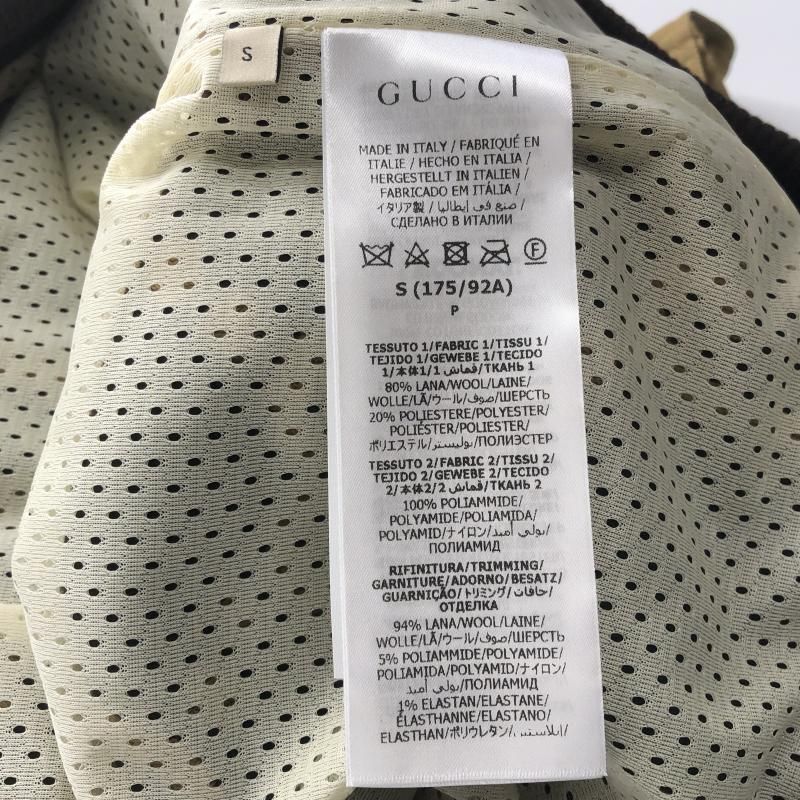 S
GUCCI
MADE IN ITALY / FABRIQUÉ EN
ITALIE / HECHO EN ITALIA /
HERGESTELLT IN ITALIEN /
FABRICADO EM ITÁLIA /
イタリア製 / صنع في إيطاليا /
СДЕЛАНО В ИТАЛИИ
F
S (175/92A)
P
TESSUTO 1/FABRIC 1/TISSU 1/
TEJIDO 1/GEWEBE 1/TECIDO
1/本体1/قماش 1/ТКАНЬ 1
80% LANA/WOOL/LAINE/
WOLLE/LÃ/ウール/صوف/ШЕРСТЬ
20% POLIESTERE/POLYESTER/
POLIÉSTER/POLIESTER/
ポリエステル/بوليستر/ПОЛИЭСТЕР
TESSUTO 2/FABRIC 2/TISSU 2/
TEJIDO 2/GEWEBE 2/TECIDO
2/本体2/قماش 2/ТКАНЬ 2
100% POLIAMMIDE/
POLYAMIDE/POLIAMIDA/
POLYAMID/ナイロン/بولي أميد/
ПОЛИАМИД
RIFINITURA/TRIMMING/
GARNITURE/ADORNO/BESATZ/
GUARNIÇÃO/トリミング/حافات/
ОТДЕЛКА
94% LANA/WOOL/LAINE/
WOLLE/LÃ/ウール/صوف/ШЕРСТЬ
5% POLIAMMIDE/POLYAMIDE/
POLIAMIDA/POLYAMID/ナイロン/
بولي أميد/ПОЛИАМИД
1% ELASTAN/ELASTANE/
ÉLASTHANNE/ELASTANO/
ELASTHAN/ポリウレタン/إيلاستين/